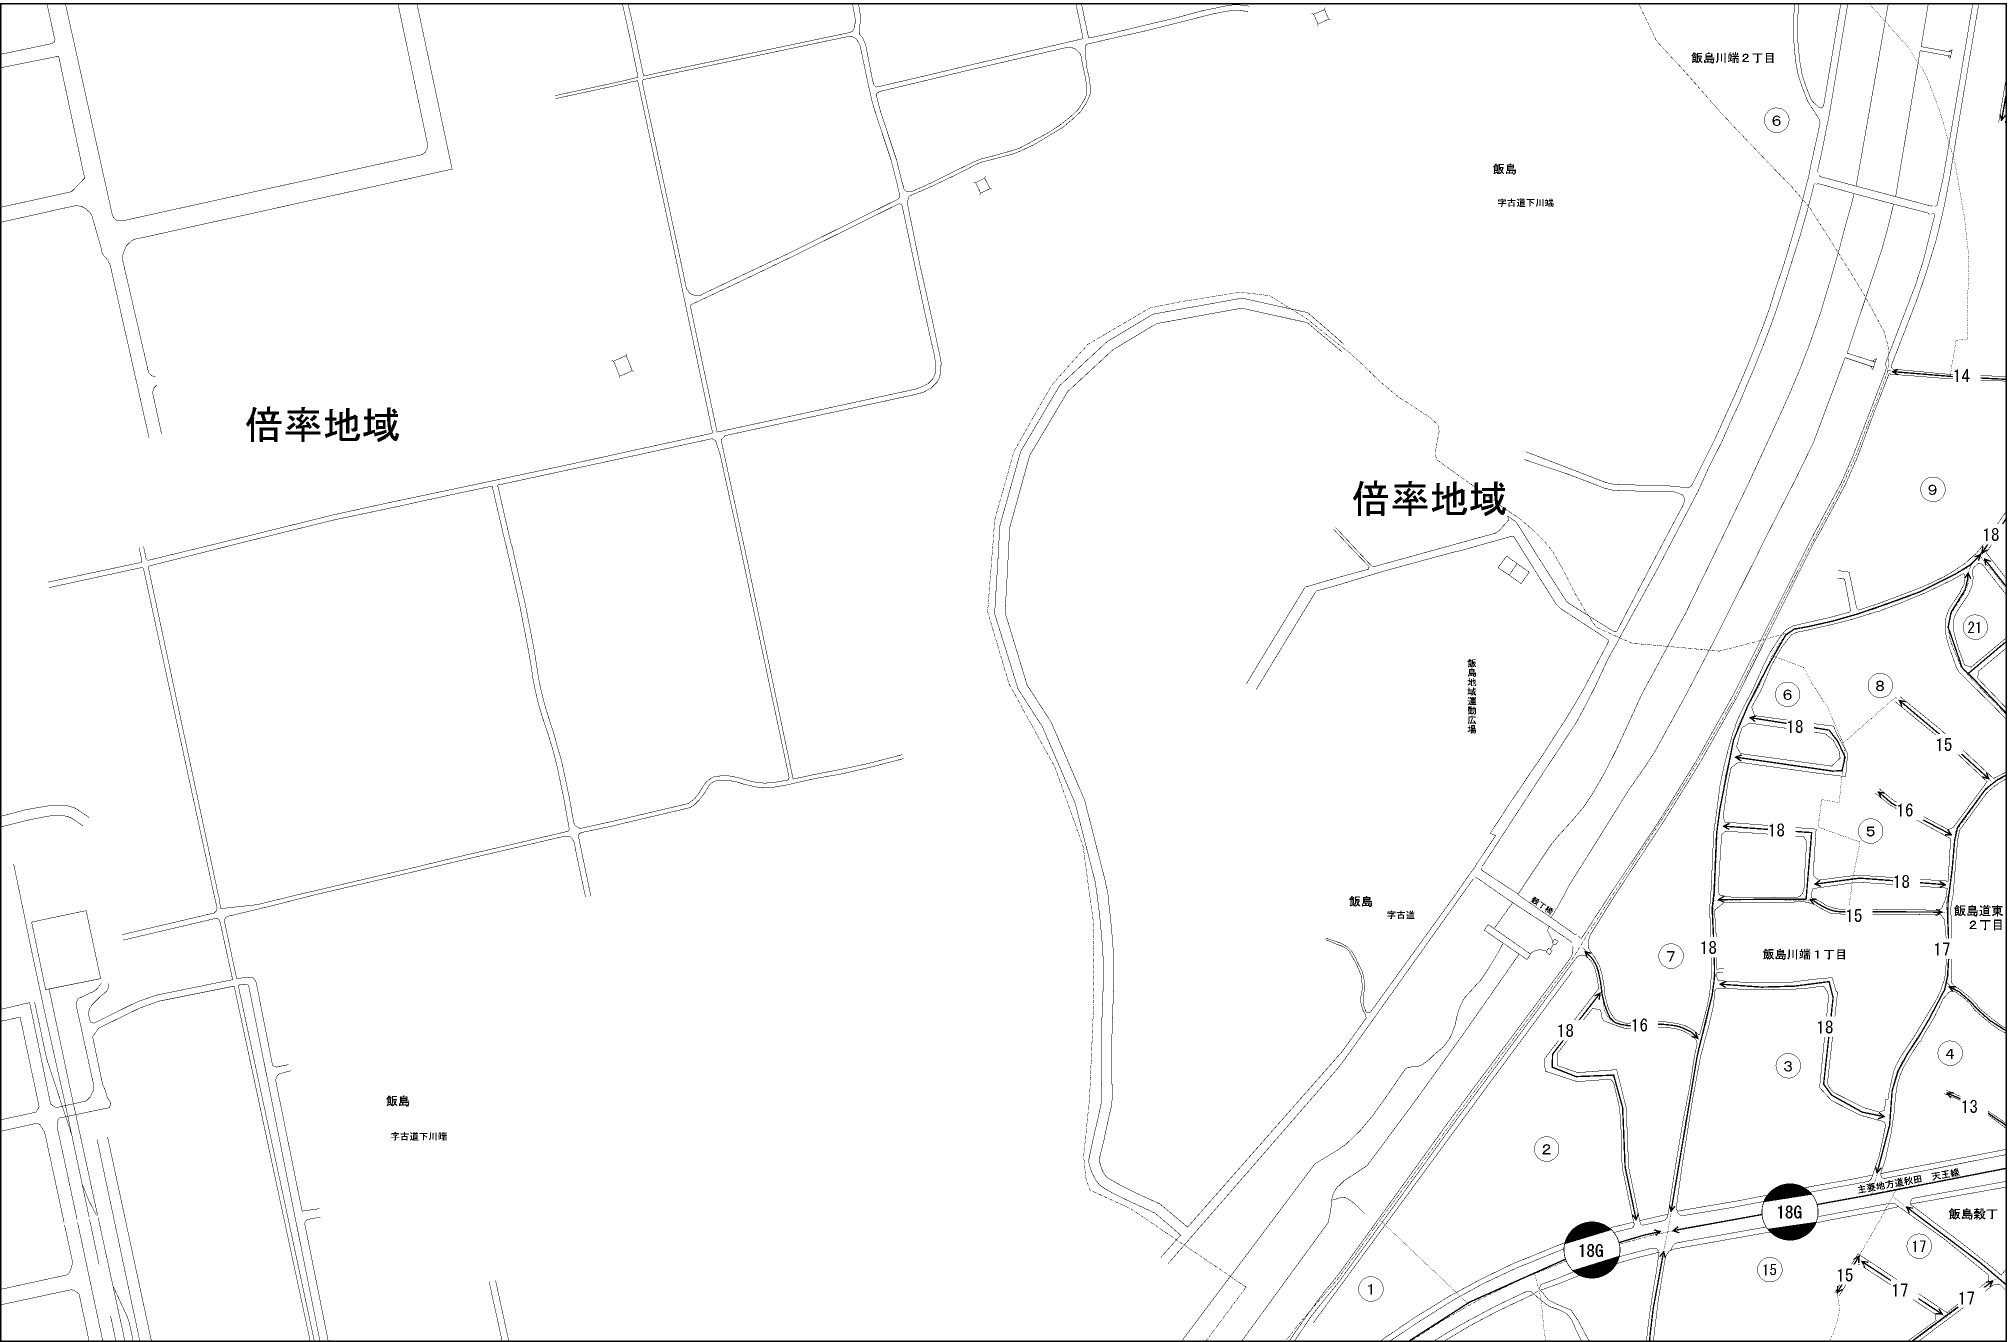 飯島川端２丁目
6
飯島
字古道下川端
14
倍率地域
倍率地域
9
18
21
飯島地域運動広場
6
8
18
15
16
18
5
18
飯島
字古道
穀丁橋
15
飯島道東
２丁目
18
7
飯島川端１丁目
17
18
16
18
3
4
飯島
字古道下川端
13
2
主要地方道秋田　天王線
18G
18G
飯島穀丁
17
15
15
17
17
1